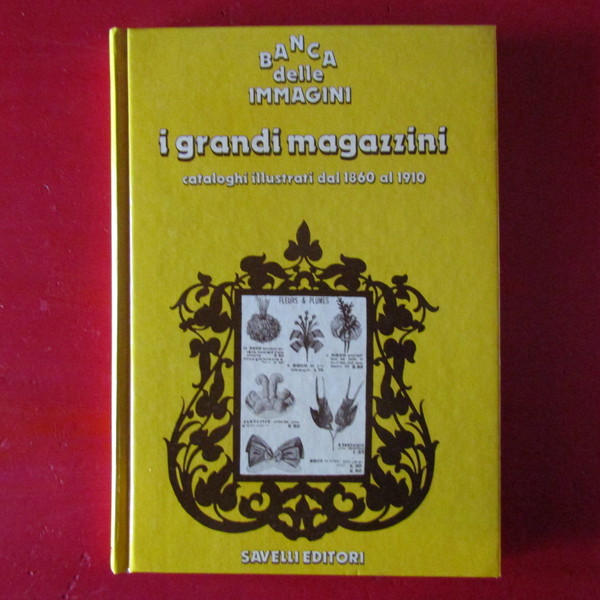 BANCA
delle
IMMAGINI
i grandi magazzini
cataloghi illustrati dal 1860 al 1910
FLEURS & PLUMES
SAVELLI EDITORI